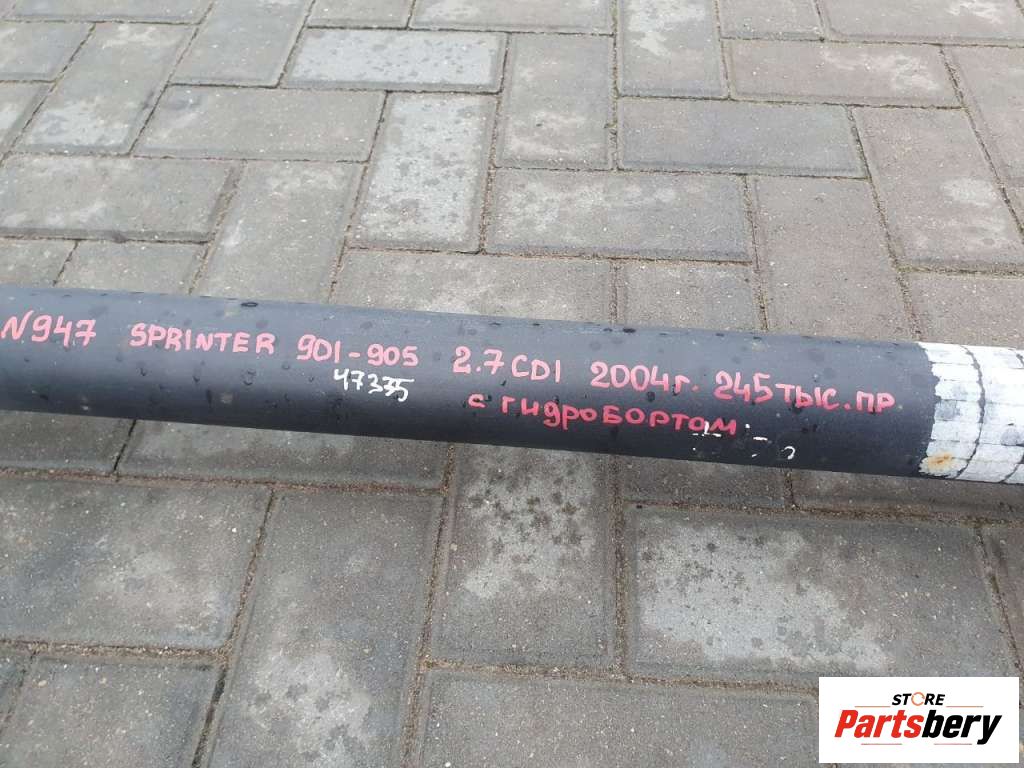 N947 SPRINTER 901-905 2.7CDI 2004г. 245тыс.пр
47335
с гидробортом
STORE
Partsbery